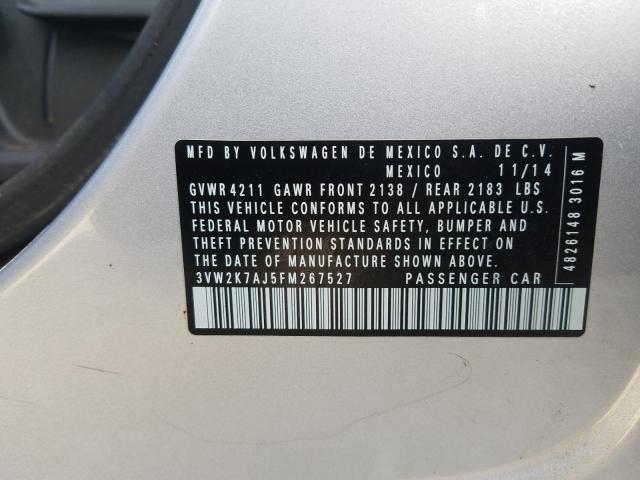 MFD BY VOLKSWAGEN DE MEXICO S.A. DE C.V.
MEXICO 11/14
GVWR 4211 GAWR FRONT 2138 / REAR 2183 LBS
THIS VEHICLE CONFORMS TO ALL APPLICABLE U.S.
FEDERAL MOTOR VEHICLE SAFETY, BUMPER AND
THEFT PREVENTION STANDARDS IN EFFECT ON
THE DATE OF MANUFACTURE SHOWN ABOVE.
3VW2K7AJ5FM267527 PASSENGER CAR
4826148 3016 M